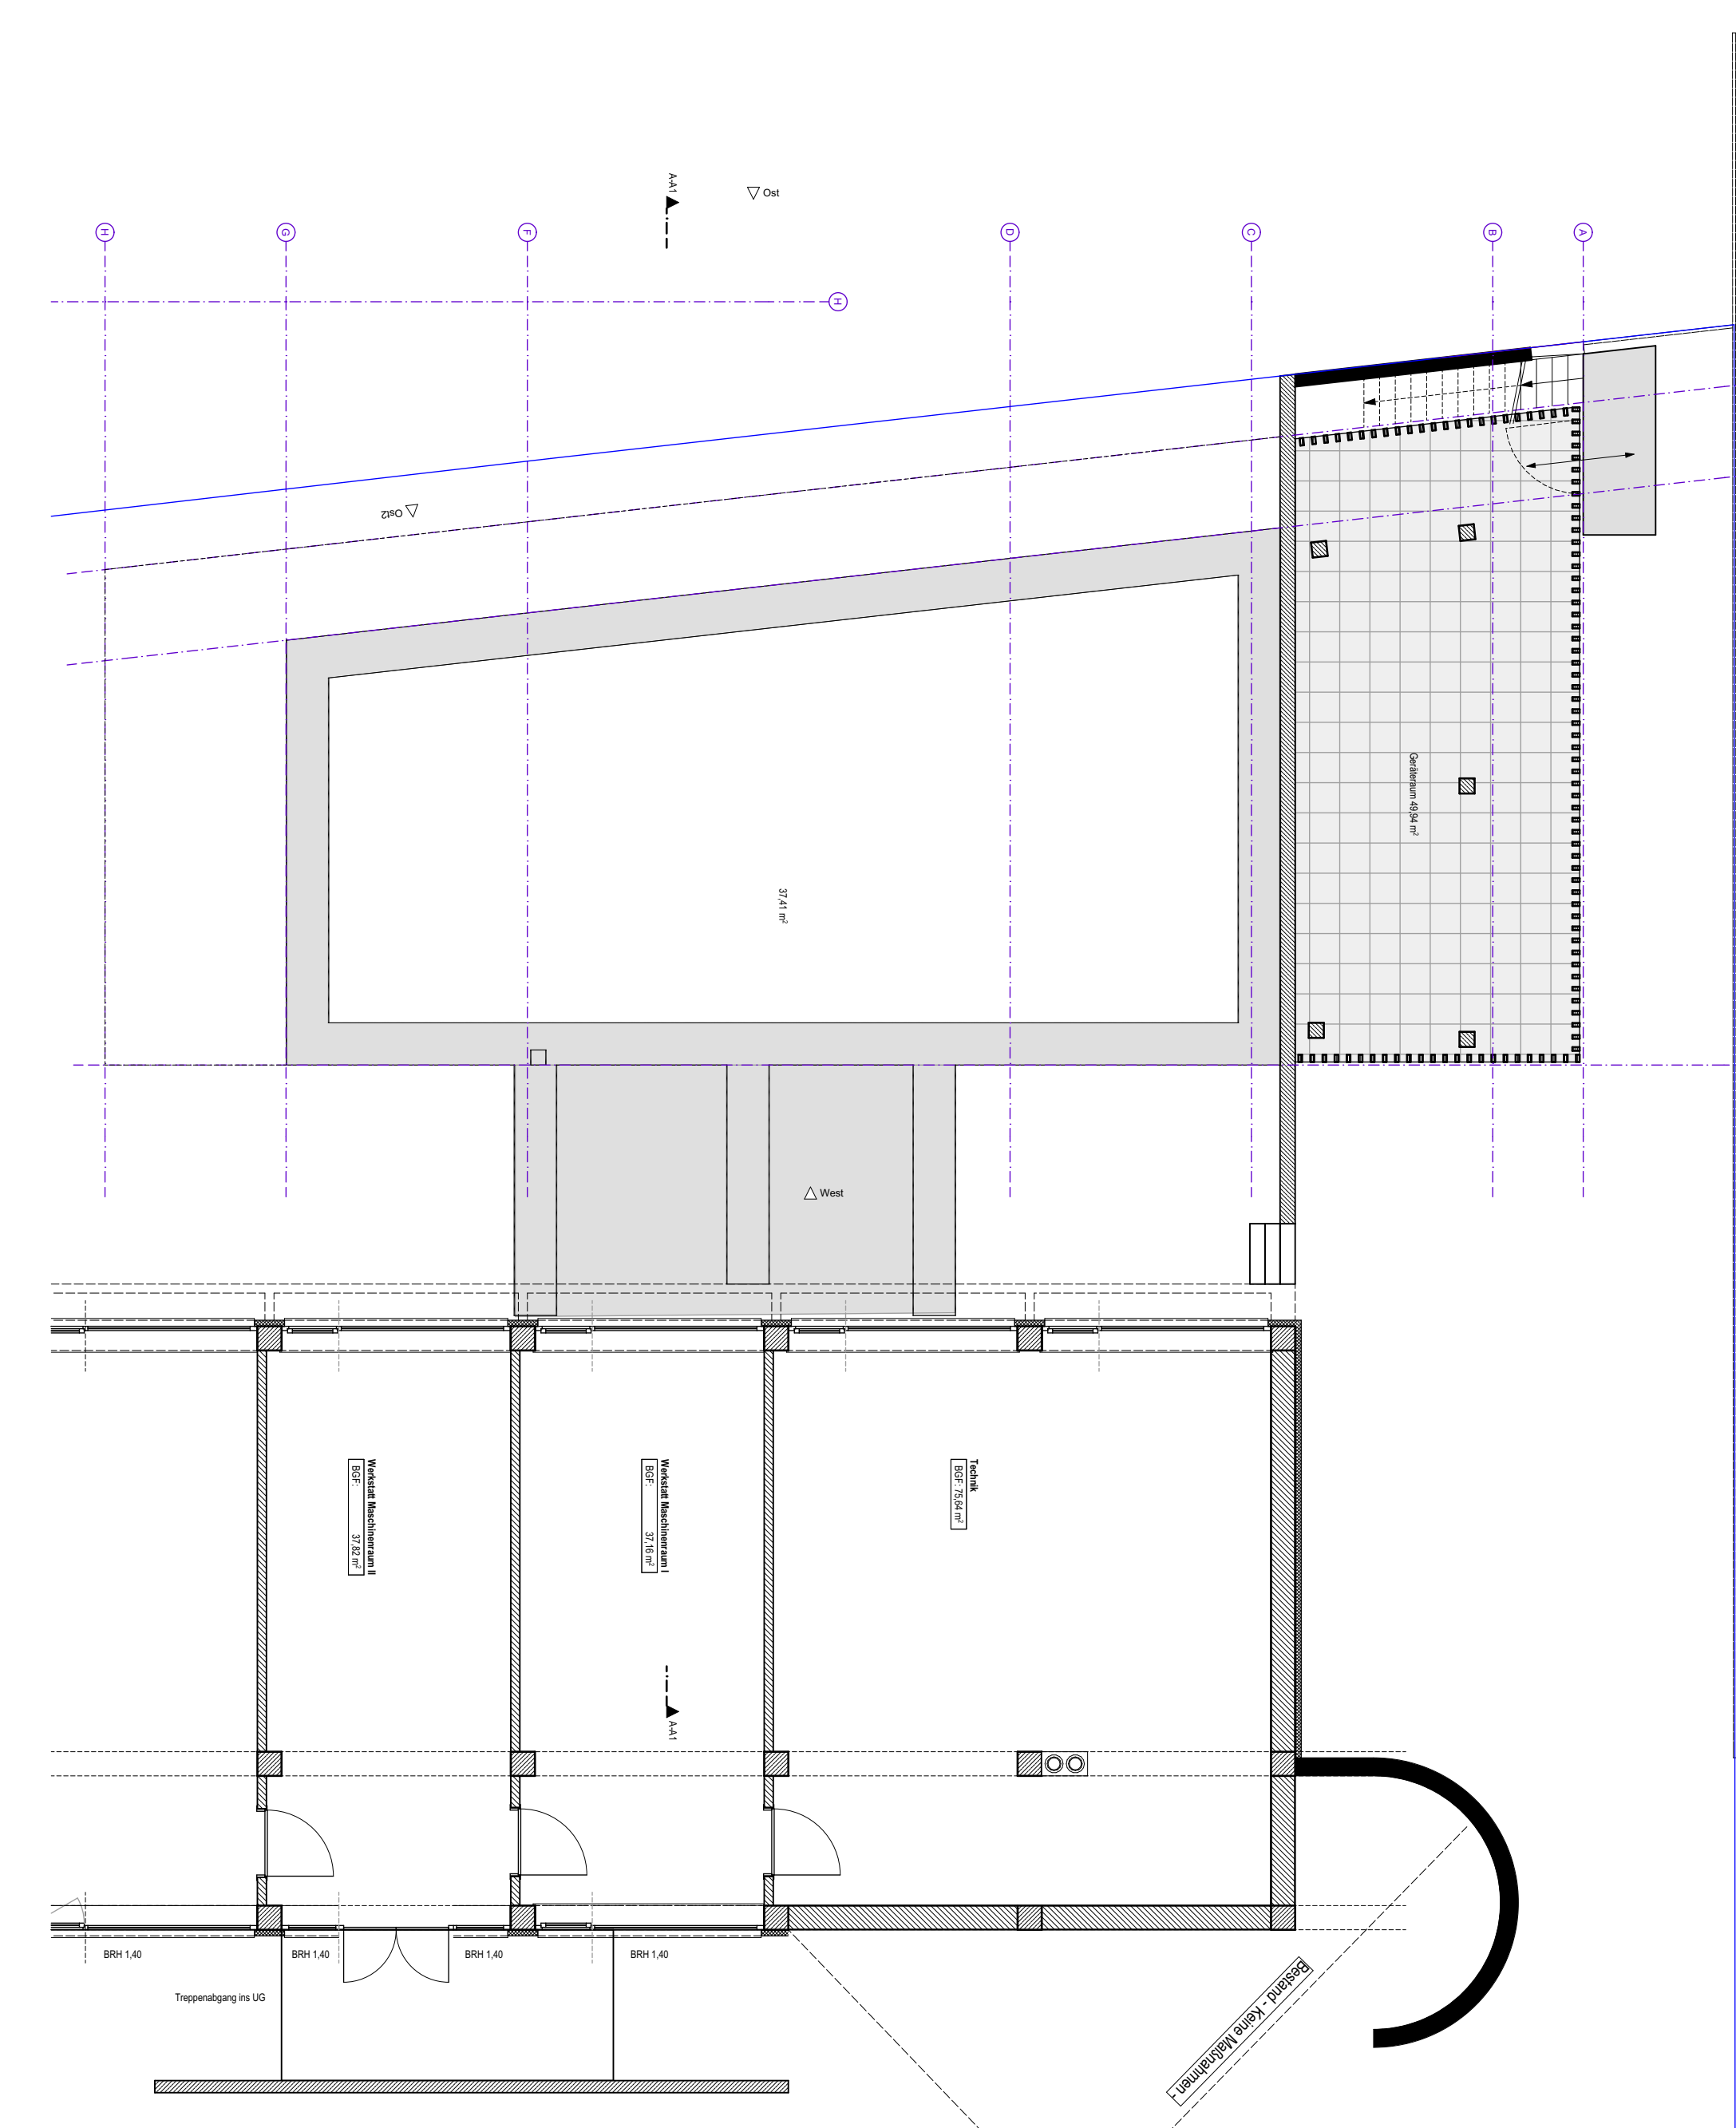 A-A1
Ost
H
G
F
D
C
B
A
H
Ost2
Geräteraum 49,94 m²
37,41 m²
West
Werkstatt Maschinenraum II
BGF: 37,82 m²
Werkstatt Maschinenraum I
BGF: 37,16 m²
Technik
BGF: 75,64 m²
A-A1
BRH 1,40
BRH 1,40
BRH 1,40
BRH 1,40
Treppenabgang ins UG
Bestand - Keine Maßnahmen -